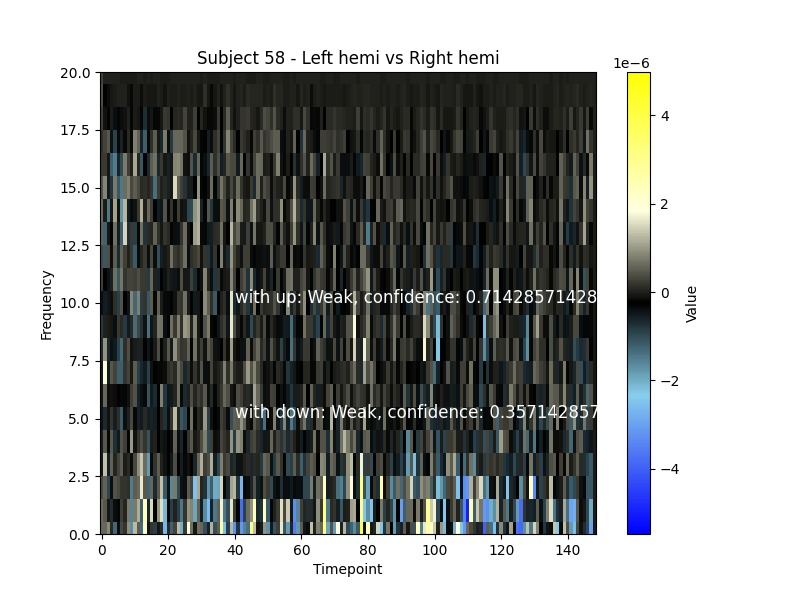 Subject 58 - Left hemi vs Right hemi
1e−6
20.0
17.5
15.0
12.5
10.0
7.5
5.0
2.5
0.0
Frequency
with up: Weak, confidence: 0.71428571428
with down: Weak, confidence: 0.357142857
0 20 40 60 80 100 120 140
Timepoint
4
2
0
−2
−4
Value